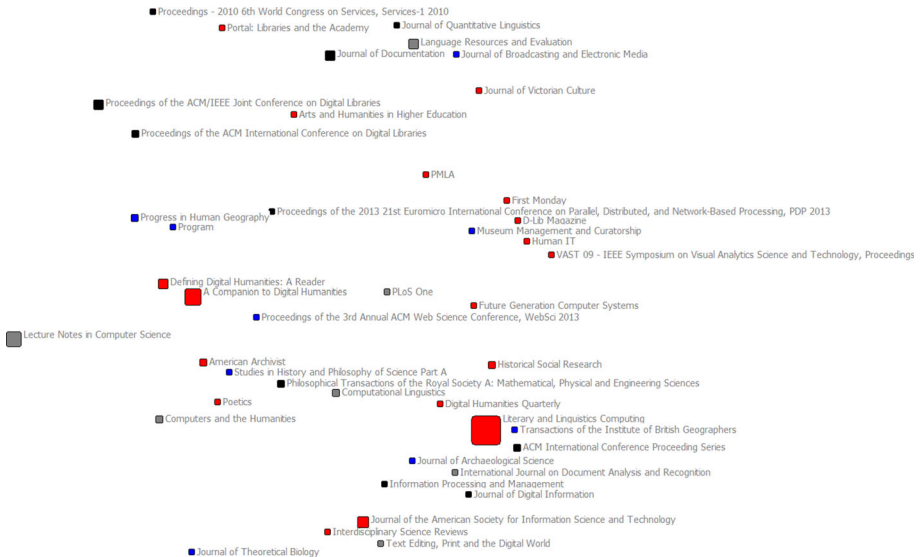 Proceedings - 2010 6th World Congress on Services, Services-1 2010
Portal: Libraries and the Academy
Journal of Quantitative Linguistics
Language Resources and Evaluation
Journal of Documentation
Journal of Broadcasting and Electronic Media
Journal of Victorian Culture
Proceedings of the ACM/IEEE Joint Conference on Digital Libraries
Arts and Humanities in Higher Education
Proceedings of the ACM International Conference on Digital Libraries
PMLA
First Monday
Proceedings of the 2013 21st Euromicro International Conference on Parallel, Distributed, and Network-Based Processing, PDP 2013
Progress in Human Geography
D-Lib Magazine
Program
Museum Management and Curatorship
Human IT
VAST 09 - IEEE Symposium on Visual Analytics Science and Technology, Proceedings
Defining Digital Humanities: A Reader
A Companion to Digital Humanities
PLoS One
Future Generation Computer Systems
Proceedings of the 3rd Annual ACM Web Science Conference, WebSci 2013
Lecture Notes in Computer Science
American Archivist
Historical Social Research
Studies in History and Philosophy of Science Part A
Philosophical Transactions of the Royal Society A: Mathematical, Physical and Engineering Sciences
Computational Linguistics
Poetics
Digital Humanities Quarterly
Computers and the Humanities
Literary and Linguistics Computing
Transactions of the Institute of British Geographers
ACM International Conference Proceeding Series
Journal of Archaeological Science
International Journal on Document Analysis and Recognition
Information Processing and Management
Journal of Digital Information
Journal of the American Society for Information Science and Technology
Interdisciplinary Science Reviews
Text Editing, Print and the Digital World
Journal of Theoretical Biology